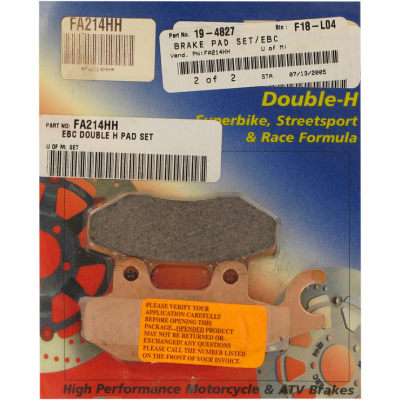 FA214HH
*FA214HH*
Part No: 19-4827 Bin: F18-L04
BRAKE PAD SET/EBC
Vend. PN:FA214HH U of M:
2 of 2 STA 07/13/2005
Double-H
Superbike, Streetsport
& Race Formula
PART NO: FA214HH
EBC DOUBLE H PAD SET
U OF M: SET
PLEASE VERIFY YOUR
APPLICATION CAREFULLY
BEFORE OPENING THIS
PACKAGE. OPENED PRODUCT
MAY NOT BE RETURNED OR
EXCHANGED! ANY QUESTIONS
PLEASE CALL THE NUMBER LISTED
ON THE FRONT OF YOUR INVOICE.
High Performance Motorcycle & ATV Brakes